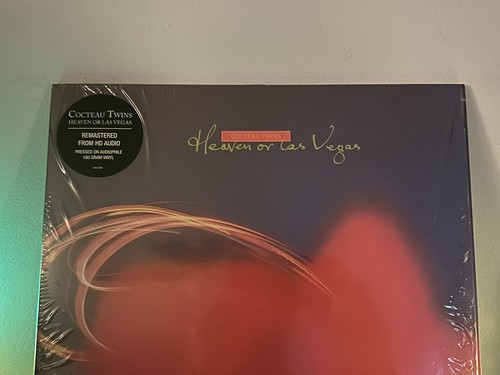 COCTEAU TWINS
HEAVEN OR LAS VEGAS
REMASTERED
FROM HD AUDIO
PRESSED ON AUDIOPHILE
180 GRAM VINYL
COCTEAU TWINS
Heaven or Las Vegas